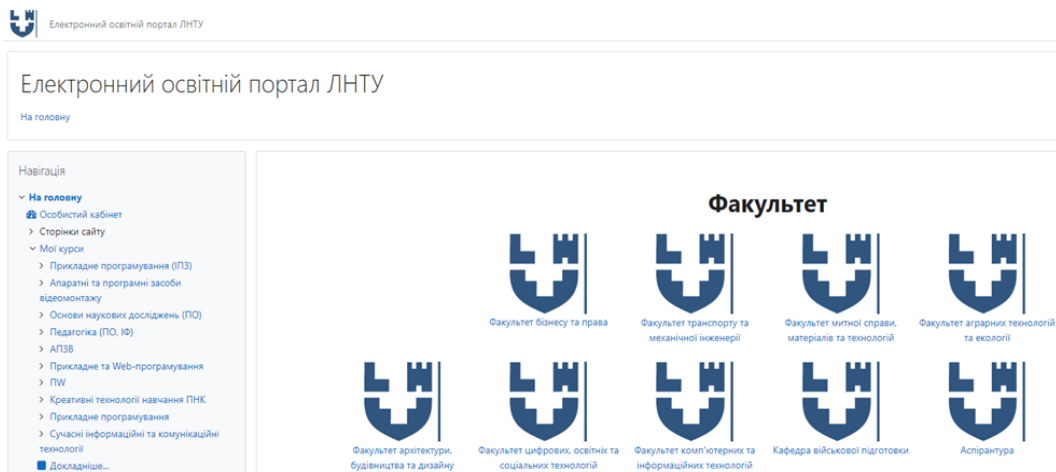 Електронний освітній портал ЛНТУ
Електронний освітній портал ЛНТУ
На головну
Навігація
На головну
Особистий кабінет
Сторінки сайту
Мої курси
Прикладне програмування (ІПЗ)
Апаратні та програмні засоби
відеомонтажу
Основи наукових досліджень (ПО)
Педагогіка (ПО, ІФ)
АПЗВ
Прикладне та Web-програмування
ПW
Креативні технології навчання ПНК
Прикладне програмування
Сучасні інформаційні та комунікаційні
технології
Докладніше...
Факультет
Факультет бізнесу та права
Факультет транспорту та
механічної інженерії
Факультет митної справи,
матеріалів та технологій
Факультет аграрних технологій
та екології
Факультет архітектури,
будівництва та дизайну
Факультет цифрових, освітніх та
соціальних технологій
Факультет комп'ютерних та
інформаційних технологій
Кафедра військової підготовки
Аспірантура